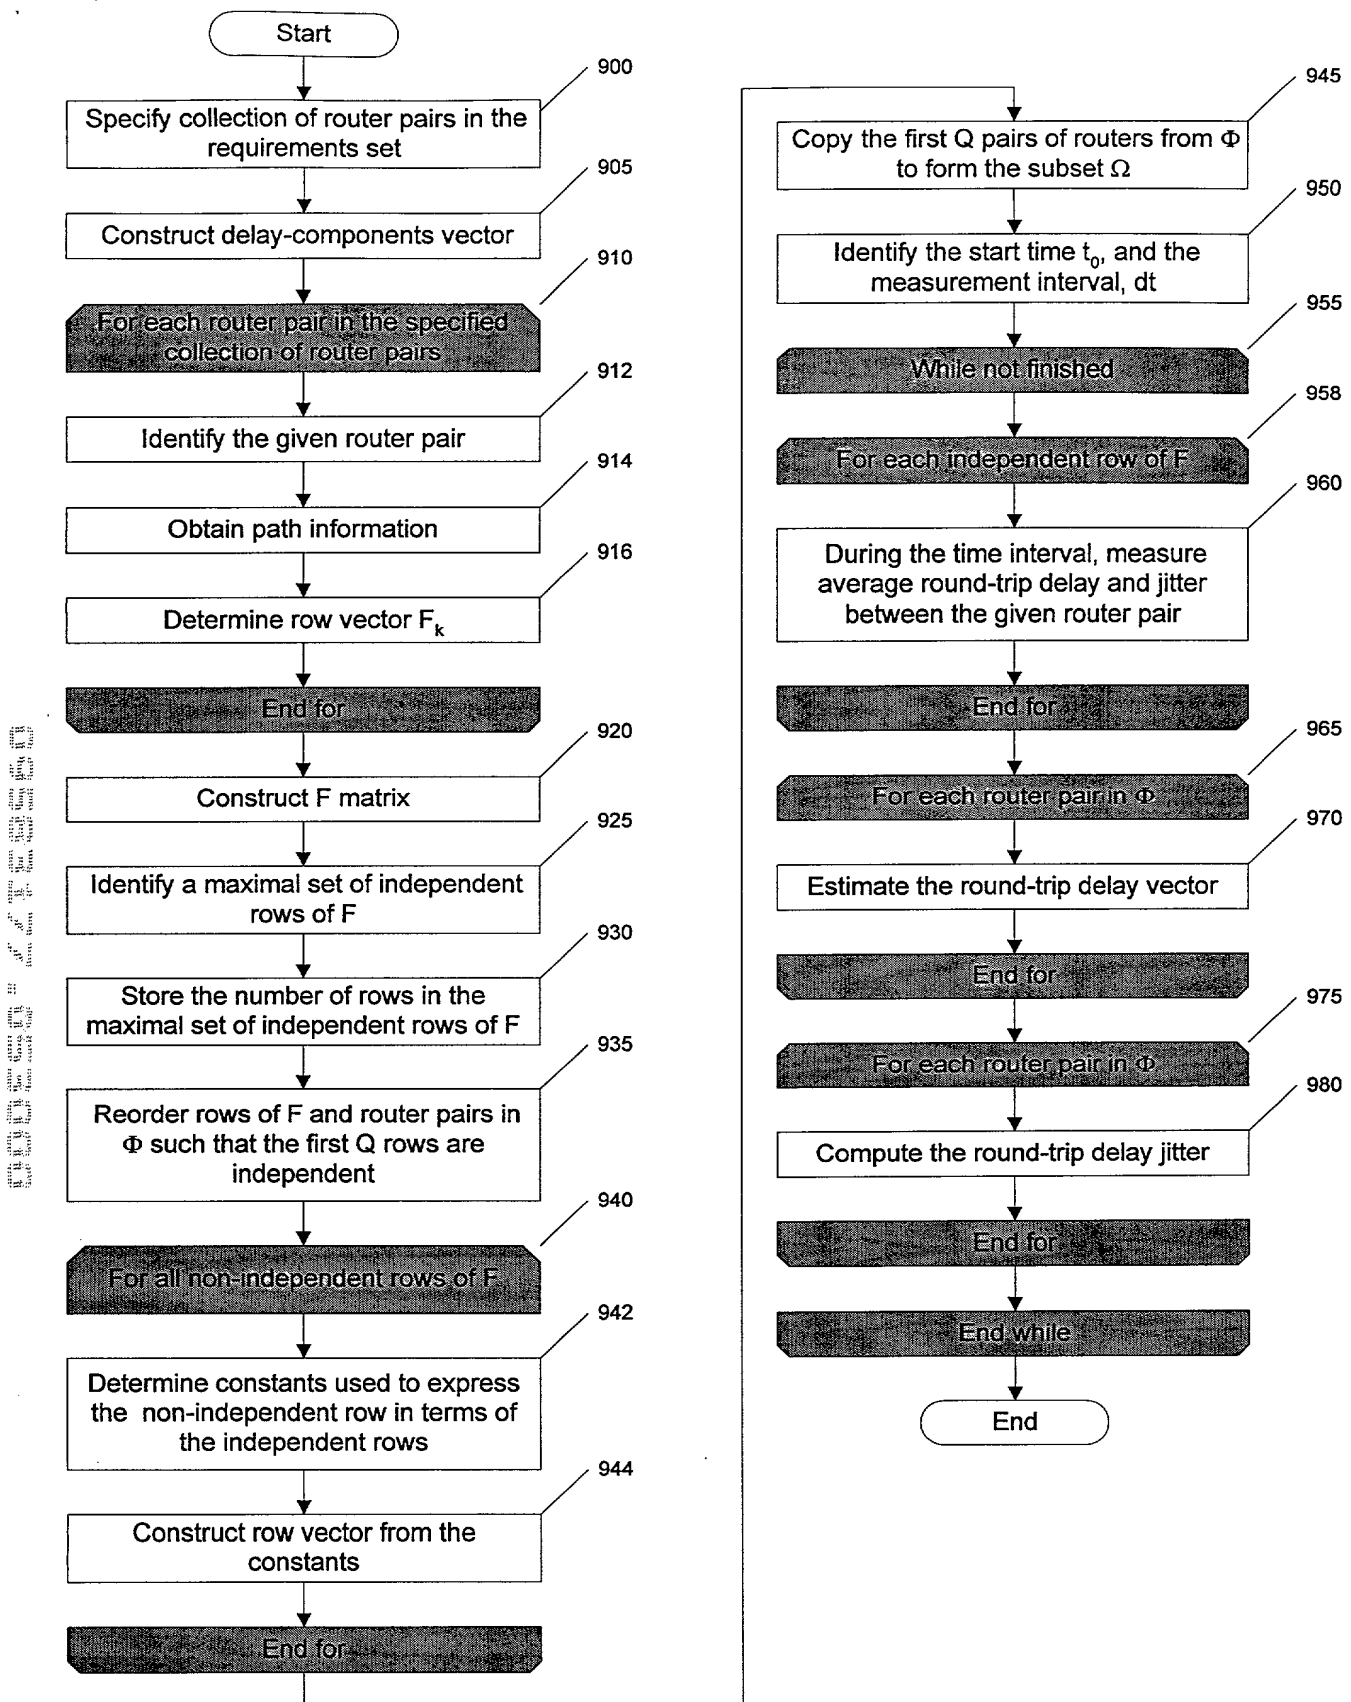 Start
900
Specify collection of router pairs in the
requirements set
905
Construct delay-components vector
910
For each router pair in the specified
collection of router pairs
912
Identify the given router pair
914
Obtain path information
916
Determine row vector Fk
End for
920
Construct F matrix
925
Identify a maximal set of independent
rows of F
930
Store the number of rows in the
maximal set of independent rows of F
935
Reorder rows of F and router pairs in
Φ such that the first Q rows are
independent
940
For all non-independent rows of F
942
Determine constants used to express
the non-independent row in terms of
the independent rows
944
Construct row vector from the
constants
End for
945
Copy the first Q pairs of routers from Φ
to form the subset Ω
950
Identify the start time t0, and the
measurement interval, dt
955
While not finished
958
For each independent row of F
960
During the time interval, measure
average round-trip delay and jitter
between the given router pair
End for
965
For each router pair in Φ
970
Estimate the round-trip delay vector
End for
975
For each router pair in Φ
980
Compute the round-trip delay jitter
End for
End while
End